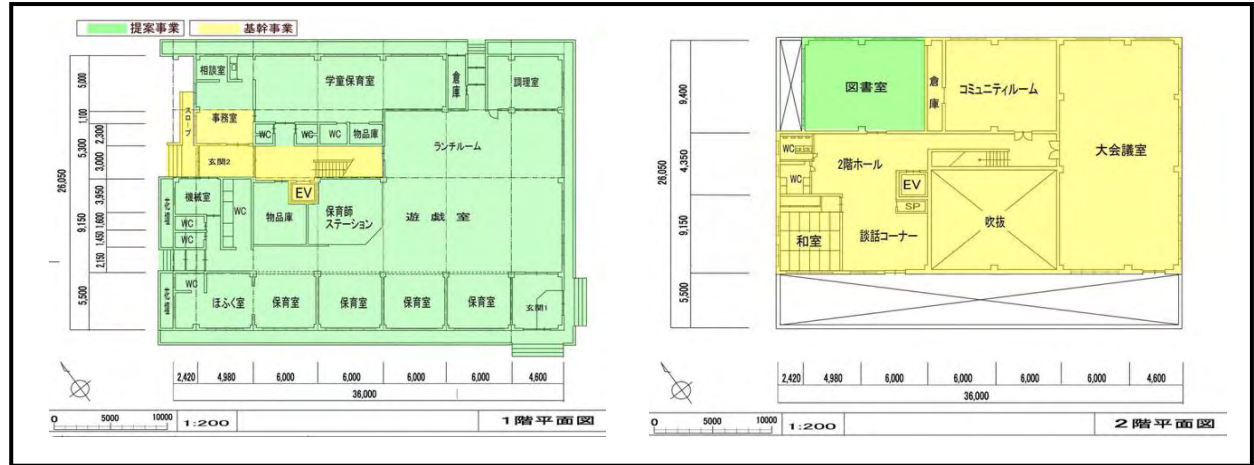 提案事業
基幹事業
相談室
学童保育室
倉庫
調理室
スロープ
事務室
WC
WC
WC
物品庫
ランチルーム
玄関2
EV
機械室
WC
物品庫
保育師
ステーション
遊戯室
WC
WC
WC
ほふく室
保育室
保育室
保育室
保育室
玄関1
5,000
1,100
5,300
2,300
3,000
26,050
3,950
9,150
1,600
1,450
2,150
5,500
2,420
4,980
6,000
6,000
6,000
6,000
4,600
36,000
0
5000
10000
1:200
1階平面図
図書室
倉庫
コミュニティルーム
大会議室
WC
2階ホール
WC
EV
SP
吹抜
和室
談話コーナー
9,400
4,350
26,050
9,150
5,500
2,420
4,980
6,000
6,000
6,000
6,000
4,600
36,000
0
5000
10000
1:200
2階平面図